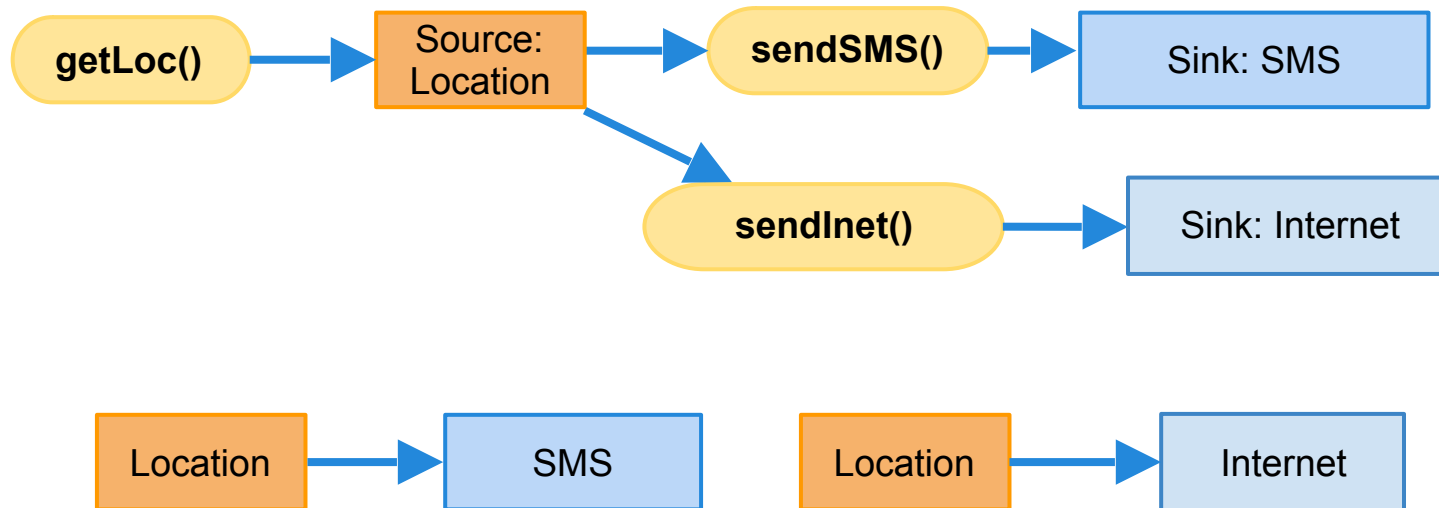 getLoc()
Source:
Location
sendSMS()
Sink: SMS
sendInet()
Sink: Internet
Location
SMS
Location
Internet